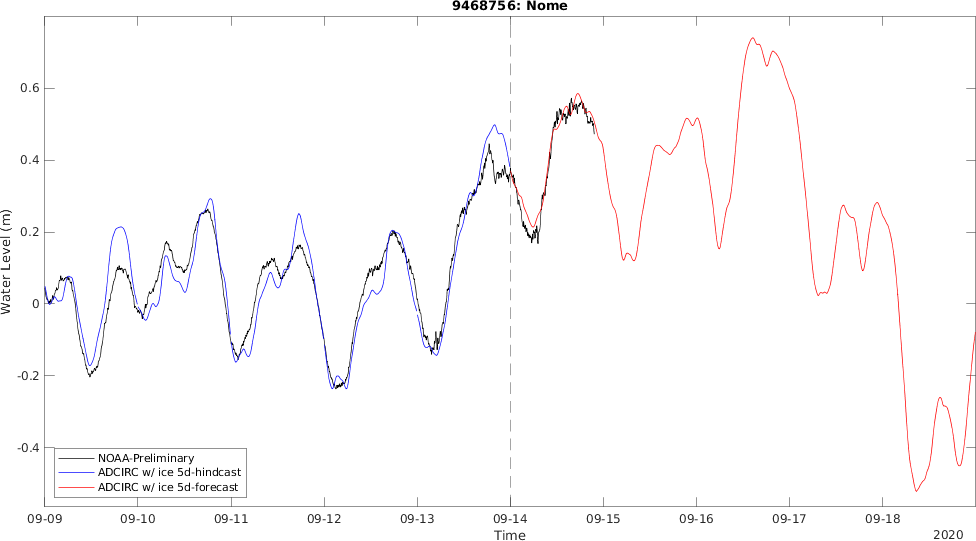 9468756: Nome
Water Level (m)
0.6
0.4
0.2
0
-0.2
-0.4
NOAA-Preliminary
ADCIRC w/ ice 5d-hindcast
ADCIRC w/ ice 5d-forecast
09-09 09-10 09-11 09-12 09-13 09-14 09-15 09-16 09-17 09-18
Time
2020